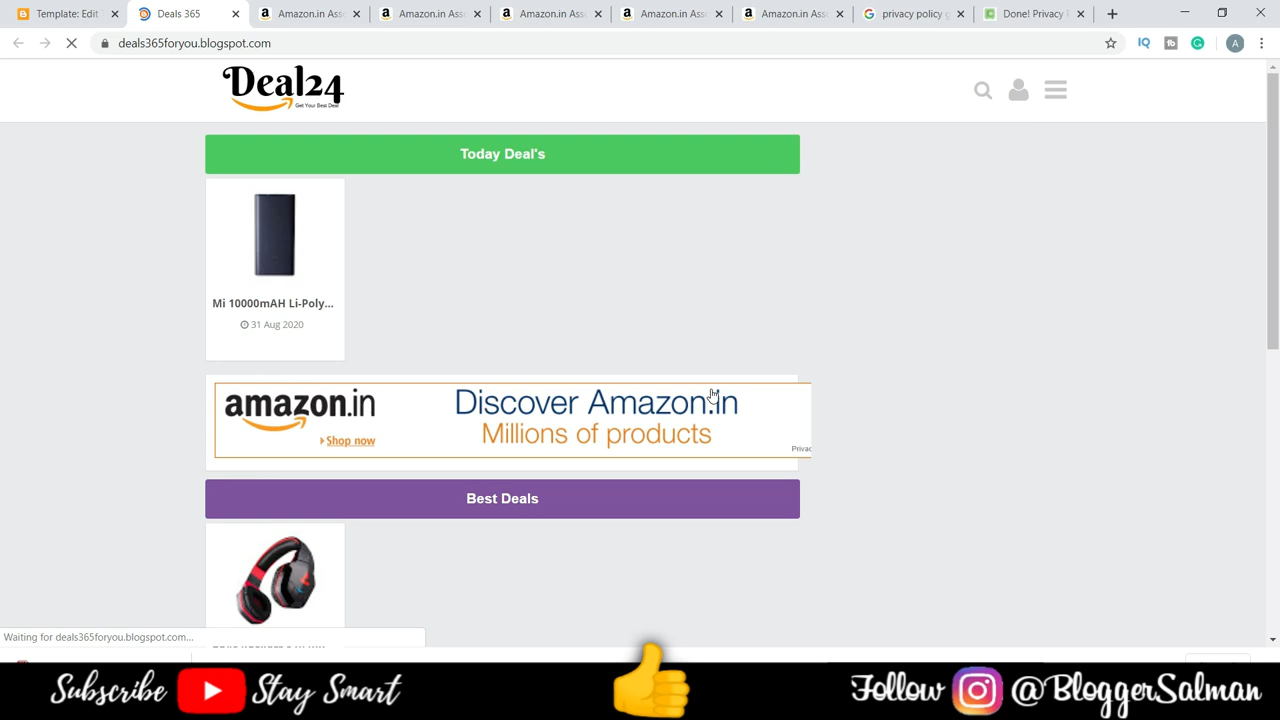 Template: Edit
Deals 365
Amazon.in Ass
Amazon.in Ass
Amazon.in Ass
Amazon.in Ass
Amazon.in Ass
privacy policy g
Done! Privacy
deals365foryou.blogspot.com
IQ
A
Deal24
Get Your Best Deal
Today Deal's
Mi 10000mAH Li-Poly...
31 Aug 2020
amazon.in
Shop now
Discover Amazon.in
Millions of products
Privac
Best Deals
Waiting for deals365foryou.blogspot.com...
Subscribe
Stay Smart
Follow
@BloggerSalman